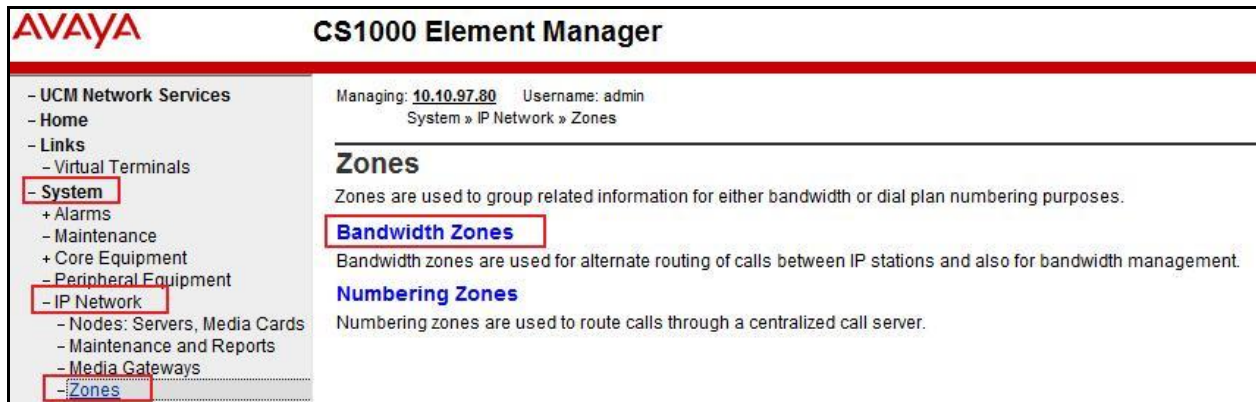 AVAYA
CS1000 Element Manager
- UCM Network Services
- Home
- Links
- Virtual Terminals
- System
+ Alarms
- Maintenance
+ Core Equipment
- Peripheral Equipment
- IP Network
- Nodes: Servers, Media Cards
- Maintenance and Reports
- Media Gateways
- Zones
Managing: 10.10.97.80 Username: admin
System » IP Network » Zones
Zones
Zones are used to group related information for either bandwidth or dial plan numbering purposes.
Bandwidth Zones
Bandwidth zones are used for alternate routing of calls between IP stations and also for bandwidth management.
Numbering Zones
Numbering zones are used to route calls through a centralized call server.